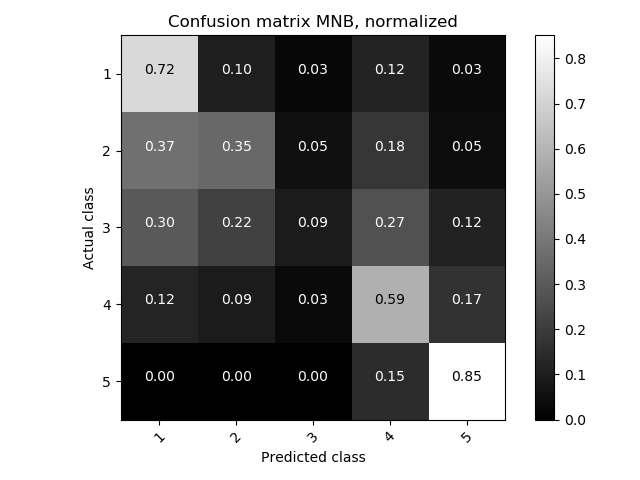 Confusion matrix MNB, normalized
Actual class
1 0.72 0.10 0.03 0.12 0.03
2 0.37 0.35 0.05 0.18 0.05
3 0.30 0.22 0.09 0.27 0.12
4 0.12 0.09 0.03 0.59 0.17
5 0.00 0.00 0.00 0.15 0.85
1 2 3 4 5
Predicted class
0.8
0.7
0.6
0.5
0.4
0.3
0.2
0.1
0.0